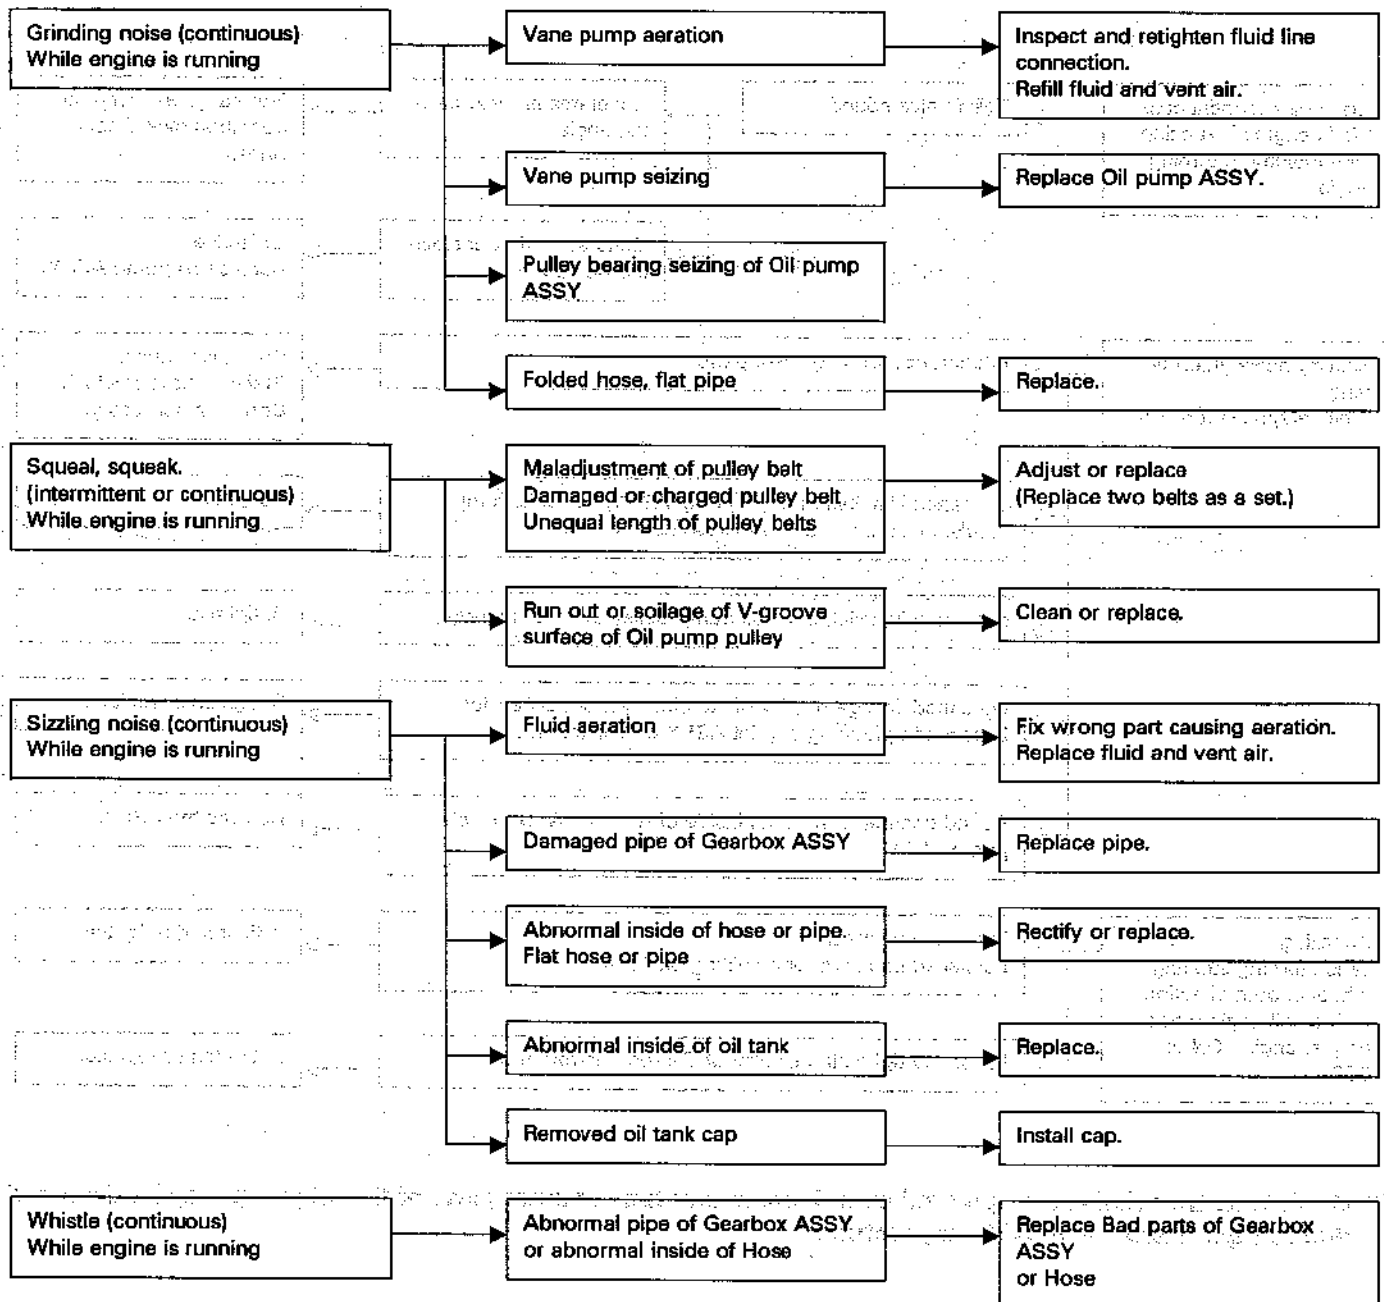 Grinding noise (continuous)
While engine is running
Vane pump aeration
Inspect and retighten fluid line
connection.
Refill fluid and vent air.
Vane pump seizing
Replace Oil pump ASSY.
Pulley bearing seizing of Oil pump
ASSY
Folded hose, flat pipe
Replace.
Squeal, squeak.
(intermittent or continuous)
While engine is running
Maladjustment of pulley belt
Damaged or charged pulley belt
Unequal length of pulley belts
Adjust or replace
(Replace two belts as a set.)
Run out or soilage of V-groove
surface of Oil pump pulley
Clean or replace.
Sizzling noise (continuous)
While engine is running
Fluid aeration
Fix wrong part causing aeration.
Replace fluid and vent air.
Damaged pipe of Gearbox ASSY
Replace pipe.
Abnormal inside of hose or pipe.
Flat hose or pipe
Rectify or replace.
Abnormal inside of oil tank
Replace.
Removed oil tank cap
Install cap.
Whistle (continuous)
While engine is running
Abnormal pipe of Gearbox ASSY
or abnormal inside of Hose
Replace Bad parts of Gearbox
ASSY
or Hose